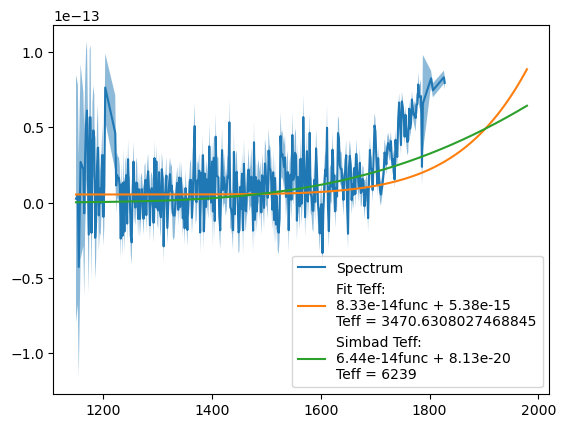 1e−13
1.0
0.5
0.0
−0.5
−1.0
Spectrum
Fit Teff:
8.33e-14func + 5.38e-15
Teff = 3470.6308027468845
Simbad Teff:
6.44e-14func + 8.13e-20
Teff = 6239
1200 1400 1600 1800 2000